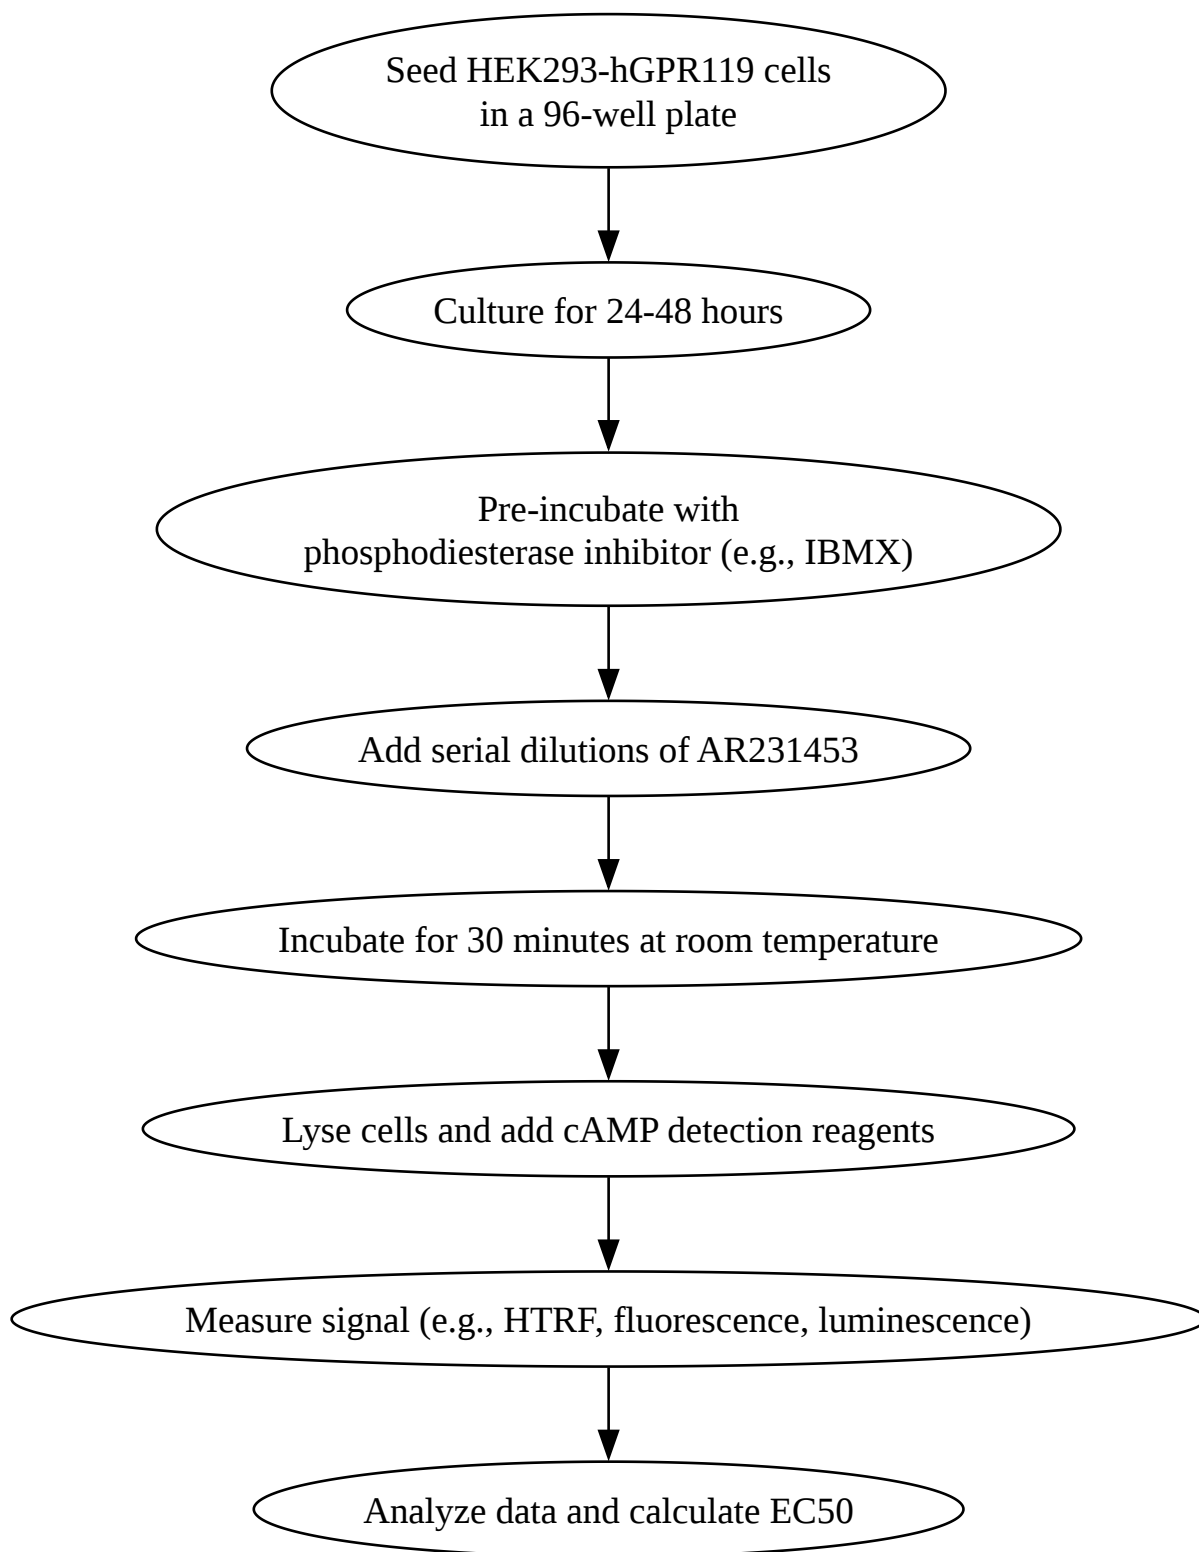 Seed HEK293-hGPR119 cells
in a 96-well plate
Culture for 24-48 hours
Pre-incubate with
phosphodiesterase inhibitor (e.g., IBMX)
Add serial dilutions of AR231453
Incubate for 30 minutes at room temperature
Lyse cells and add cAMP detection reagents
Measure signal (e.g., HTRF, fluorescence, luminescence)
Analyze data and calculate EC50